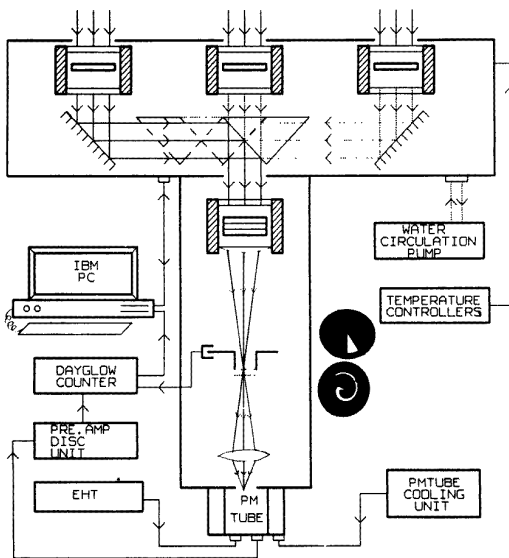 IBM
PC
WATER
CIRCULATION
PUMP
TEMPERATURE
CONTROLLERS
DAYGLOW
COUNTER
PRE. AMP
DISC
UNIT
EHT
PM
TUBE
PMTUBE
COOLING
UNIT